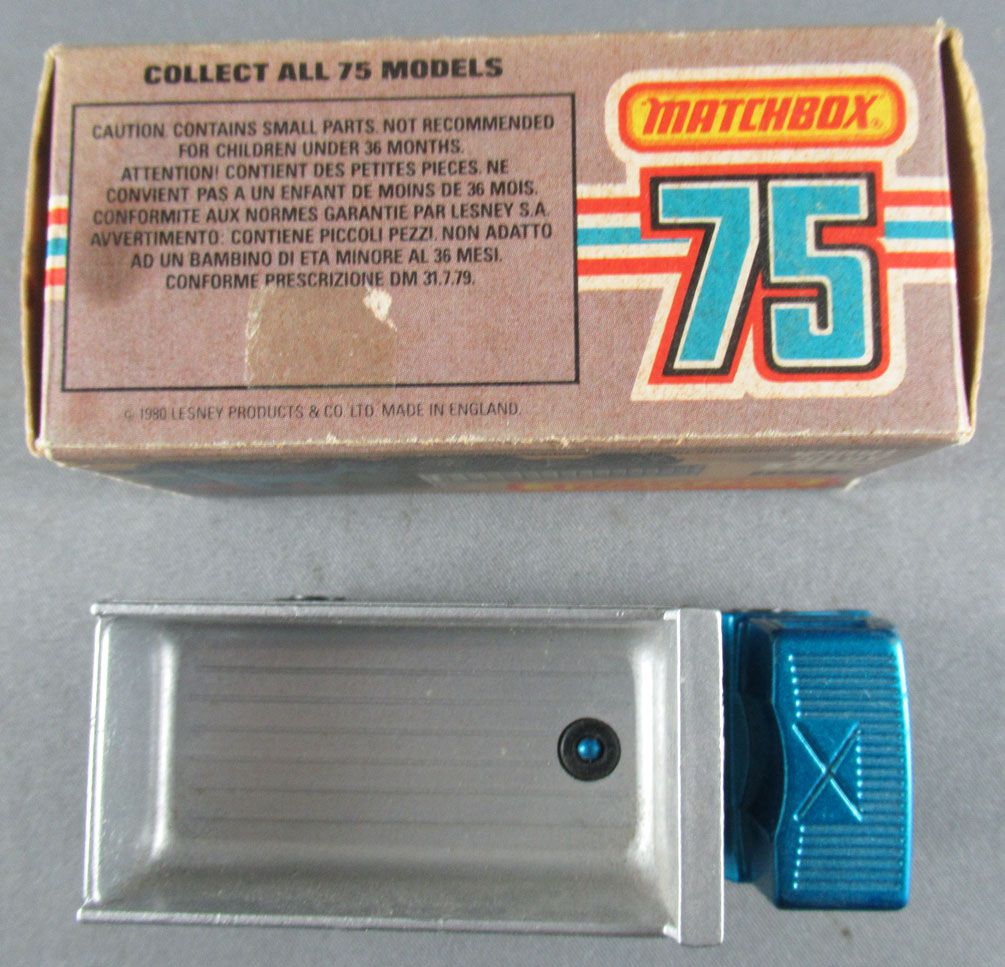 COLLECT ALL 75 MODELS
CAUTION. CONTAINS SMALL PARTS. NOT RECOMMENDED
FOR CHILDREN UNDER 36 MONTHS.
ATTENTION! CONTIENT DES PETITES PIECES. NE
CONVIENT PAS A UN ENFANT DE MOINS DE 36 MOIS.
CONFORMITE AUX NORMES GARANTIE PAR LESNEY S.A.
AVVERTIMENTO: CONTIENE PICCOLI PEZZI. NON ADATTO
AD UN BAMBINO DI ETA MINORE AL 36 MESI.
CONFORME PRESCRIZIONE DM 31.7.79.
© 1980 LESNEY PRODUCTS & CO. LTD. MADE IN ENGLAND.
MATCHBOX®
75